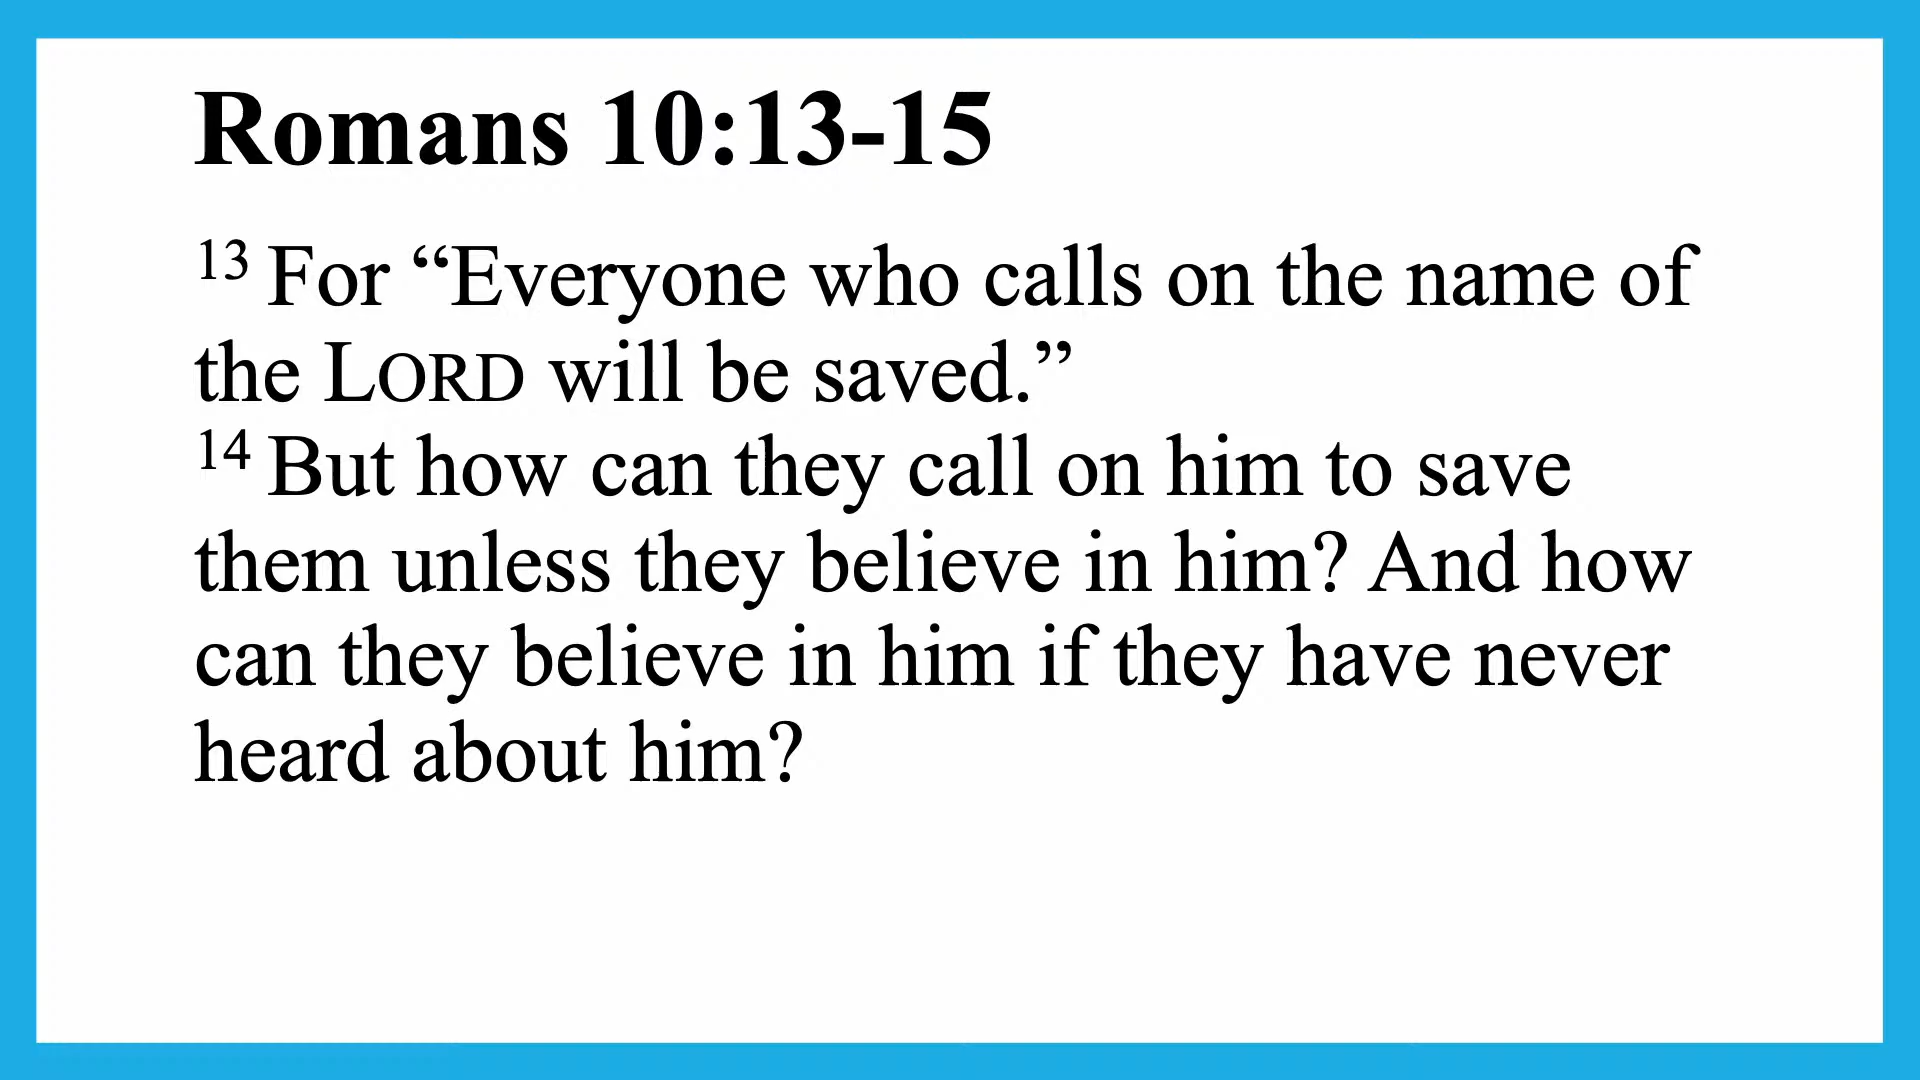 Romans 10:13-15
13 For “Everyone who calls on the name of
the LORD will be saved.”
14 But how can they call on him to save
them unless they believe in him? And how
can they believe in him if they have never
heard about him?